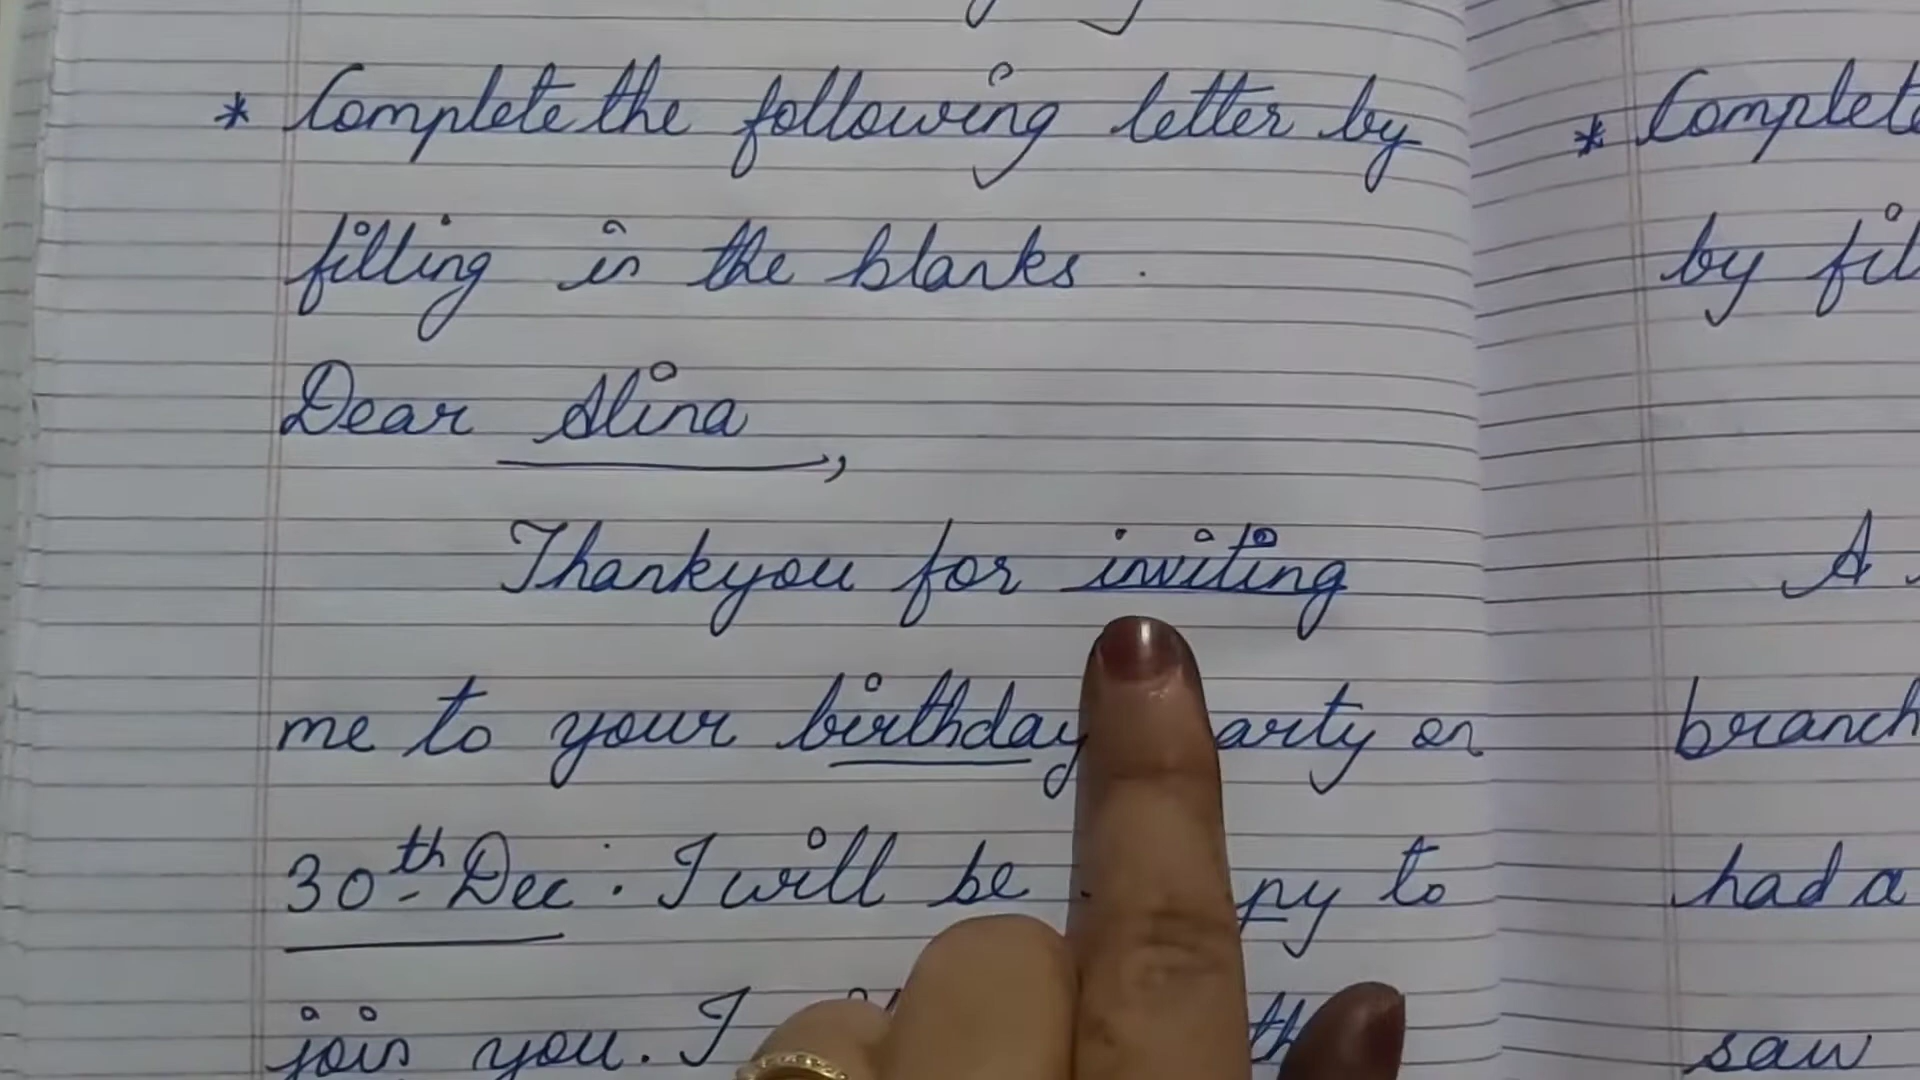 * Complete the following letter by
filling in the blanks.
Dear Alina,
Thankyou for inviting
me to your birthday arty on
30th Dec. I will be py to
join you. I th
* Complete
by fil
A
branch
had a
saw